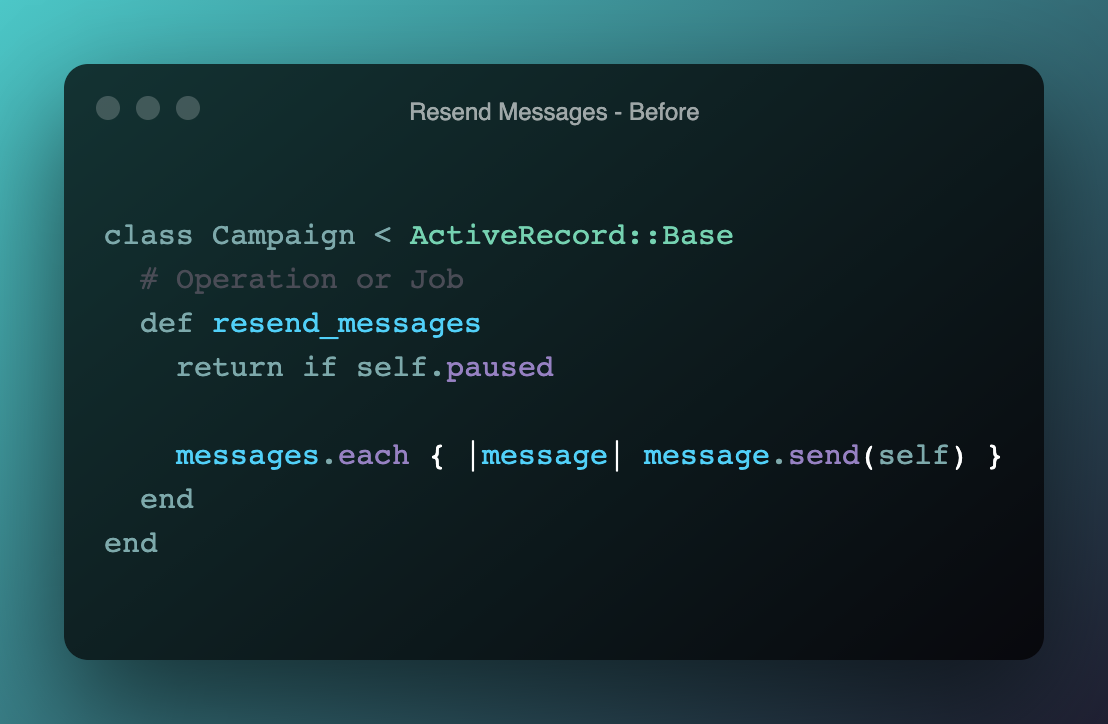 Resend Messages - Before
class Campaign < ActiveRecord::Base
  # Operation or Job
  def resend_messages
    return if self.paused
    messages.each { |message| message.send(self) }
  end
end